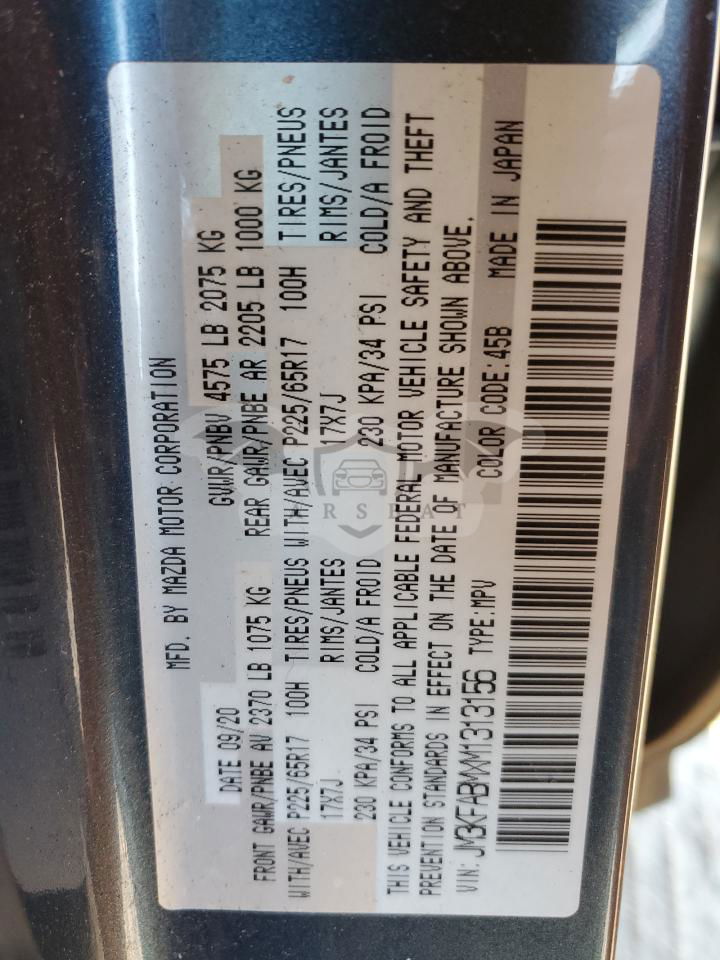 MFD. BY MAZDA MOTOR CORPORATION
DATE 09/20 GVWR/PNBV 4575 LB 2075 KG
FRONT GAWR/PNBE AV 2370 LB 1075 KG REAR GAWR/PNBE AR 2205 LB 1000 KG
WITH/AVEC P225/65R17 100H TIRES/PNEUS WITH/AVEC P225/65R17 100H TIRES/PNEUS
17X7J RIMS/JANTES 17X7J RIMS/JANTES
230 KPA/34 PSI COLD/A FROID 230 KPA/34 PSI COLD/A FROID
THIS VEHICLE CONFORMS TO ALL APPLICABLE FEDERAL MOTOR VEHICLE SAFETY AND THEFT
PREVENTION STANDARDS IN EFFECT ON THE DATE OF MANUFACTURE SHOWN ABOVE.
VIN: TYPE:MPV COLOR CODE:45B MADE IN JAPAN